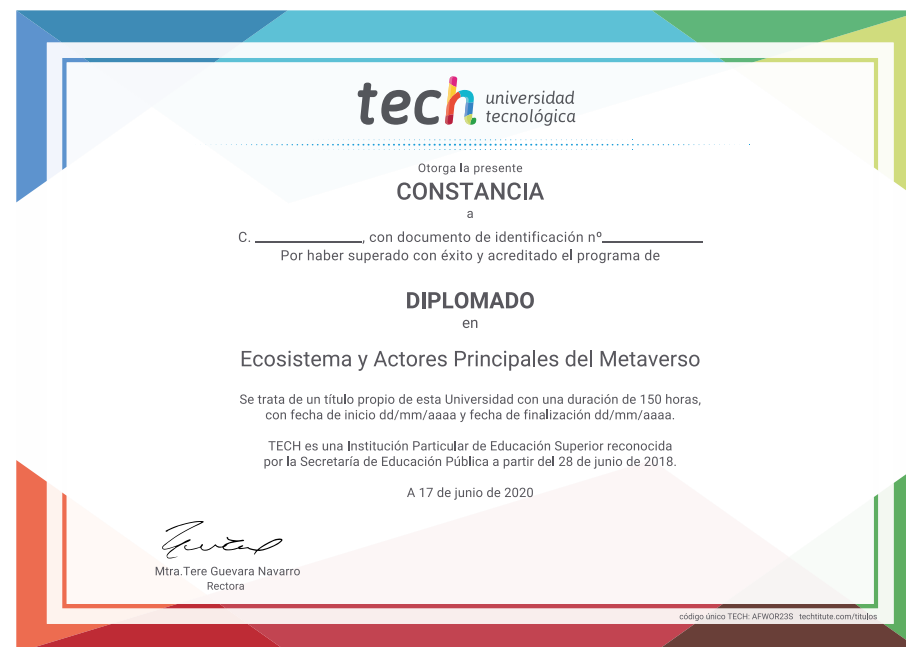 tech universidad
tecnológica
Otorga la presente
CONSTANCIA
a
C. ____________, con documento de identificación nº____________
Por haber superado con éxito y acreditado el programa de
DIPLOMADO
en
Ecosistema y Actores Principales del Metaverso
Se trata de un título propio de esta Universidad con una duración de 150 horas,
con fecha de inicio dd/mm/aaaa y fecha de finalización dd/mm/aaaa.
TECH es una Institución Particular de Educación Superior reconocida
por la Secretaría de Educación Pública a partir del 28 de junio de 2018.
A 17 de junio de 2020
Mtra.Tere Guevara Navarro
Rectora
código único TECH: AFWOR23S techtitute.com/titulos